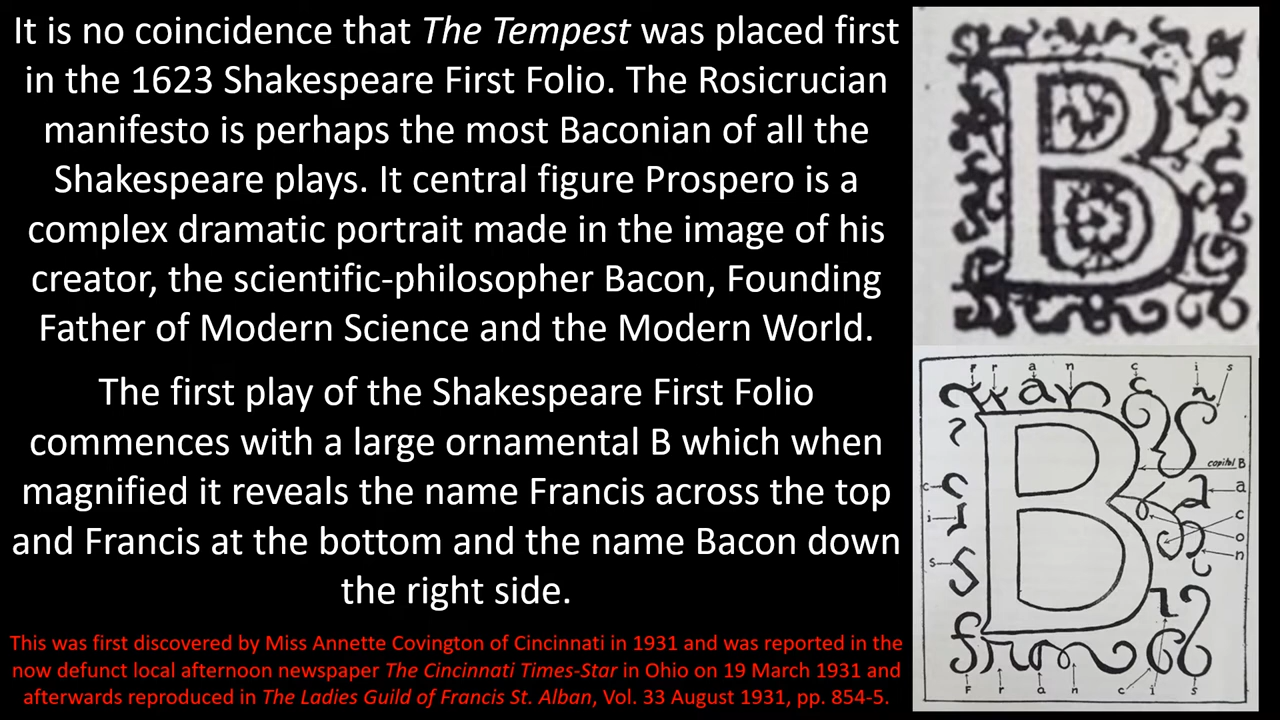 It is no coincidence that The Tempest was placed first
in the 1623 Shakespeare First Folio. The Rosicrucian
manifesto is perhaps the most Baconian of all the
Shakespeare plays. It central figure Prospero is a
complex dramatic portrait made in the image of his
creator, the scientific-philosopher Bacon, Founding
Father of Modern Science and the Modern World.
The first play of the Shakespeare First Folio
commences with a large ornamental B which when
magnified it reveals the name Francis across the top
and Francis at the bottom and the name Bacon down
the right side.
This was first discovered by Miss Annette Covington of Cincinnati in 1931 and was reported in the
now defunct local afternoon newspaper The Cincinnati Times-Star in Ohio on 19 March 1931 and
afterwards reproduced in The Ladies Guild of Francis St. Alban, Vol. 33 August 1931, pp. 854-5.
B
F r a n c i s
B
capital B
a
c
o
n
c
i
s
F r a n c i s